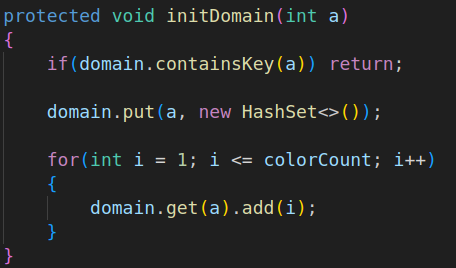 protected void initDomain(int a)
{
if(domain.containsKey(a)) return;
domain.put(a, new HashSet<>());
for(int i = 1; i <= colorCount; i++)
{
domain.get(a).add(i);
}
}